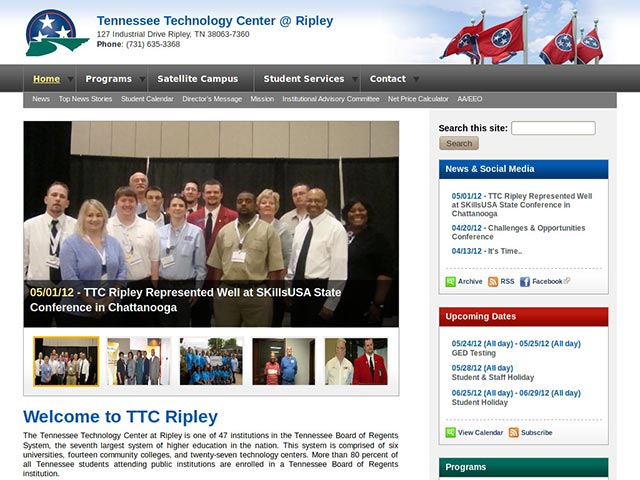 Tennessee Technology Center @ Ripley
127 Industrial Drive Ripley, TN 38063-7360
Phone: (731) 635-3368
Home Programs Satellite Campus Student Services Contact
News Top News Stories Student Calendar Director's Message Mission Institutional Advisory Committee Net Price Calculator AA/EEO
05/01/12 - TTC Ripley Represented Well at SKillsUSA State
Conference in Chattanooga
Welcome to TTC Ripley
The Tennessee Technology Center at Ripley is one of 47 institutions in the Tennessee Board of Regents
System, the seventh largest system of higher education in the nation. This system is comprised of six
universities, fourteen community colleges, and twenty-seven technology centers. More than 80 percent of
all Tennessee students attending public institutions are enrolled in a Tennessee Board of Regents
institution.
Search this site:
Search
News & Social Media
05/01/12 - TTC Ripley Represented Well
at SKillsUSA State Conference in
Chattanooga
04/20/12 - Challenges & Opportunities
Conference
04/13/12 - It's Time..
Archive RSS Facebook
Upcoming Dates
05/24/12 (All day) - 05/25/12 (All day)
GED Testing
05/28/12 (All day)
Student & Staff Holiday
06/25/12 (All day) - 06/29/12 (All day)
Student Holiday
View Calendar Subscribe
Programs